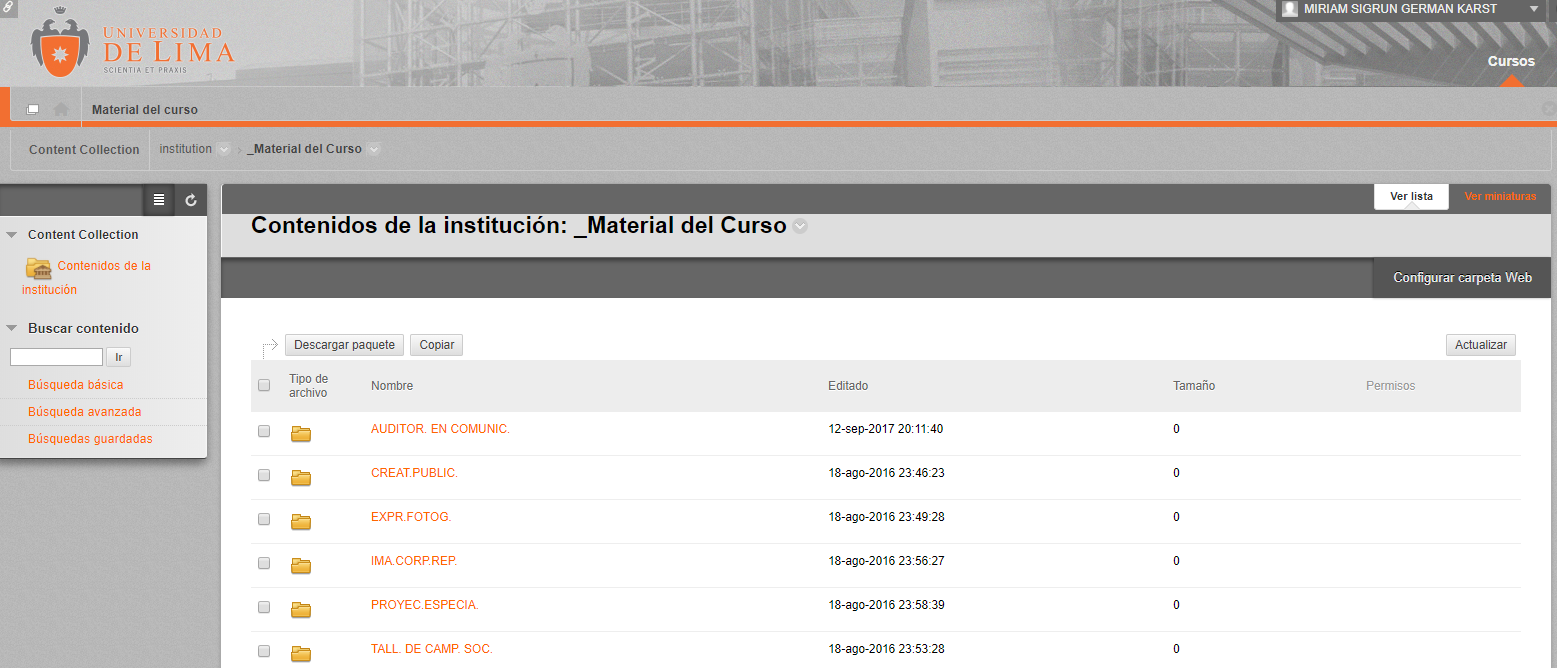 MIRIAM SIGRUN GERMAN KARST
UNIVERSIDAD
DE LIMA
SCIENTIA ET PRAXIS
Cursos
Material del curso
Content Collection institution _Material del Curso
Ver lista Ver miniaturas
Content Collection
Contenidos de la
institución
Buscar contenido
Ir
Búsqueda básica
Búsqueda avanzada
Búsquedas guardadas
Contenidos de la institución: _Material del Curso
Configurar carpeta Web
Descargar paquete Copiar Actualizar
Tipo de
archivo Nombre Editado Tamaño Permisos
AUDITOR. EN COMUNIC. 12-sep-2017 20:11:40 0
CREAT.PUBLIC. 18-ago-2016 23:46:23 0
EXPR.FOTOG. 18-ago-2016 23:49:28 0
IMA.CORP.REP. 18-ago-2016 23:56:27 0
PROYEC.ESPECIA. 18-ago-2016 23:58:39 0
TALL. DE CAMP. SOC. 18-ago-2016 23:53:28 0